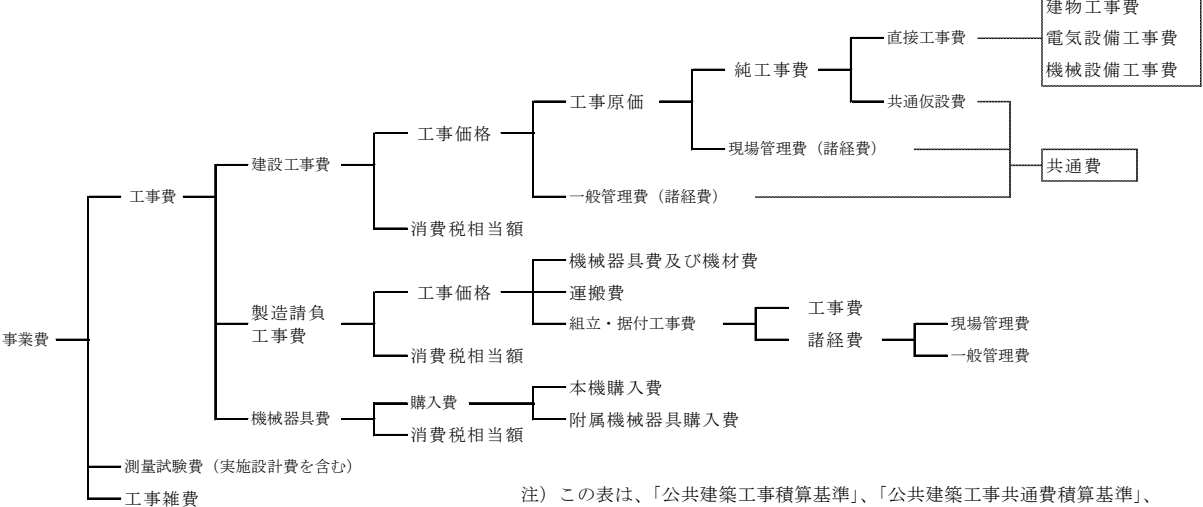 建物工事費
直接工事費
電気設備工事費
純工事費
機械設備工事費
工事原価
共通仮設費
工事価格
現場管理費（諸経費）
建設工事費
共通費
工事費
一般管理費（諸経費）
消費税相当額
機械器具費及び機材費
工事価格
運搬費
製造請負
工事費
組立・据付工事費
工事費
現場管理費
事業費
諸経費
一般管理費
消費税相当額
本機購入費
購入費
機械器具費
附属機械器具購入費
消費税相当額
測量試験費（実施設計費を含む）
工事雑費
注）この表は、「公共建築工事積算基準」、「公共建築工事共通費積算基準」、